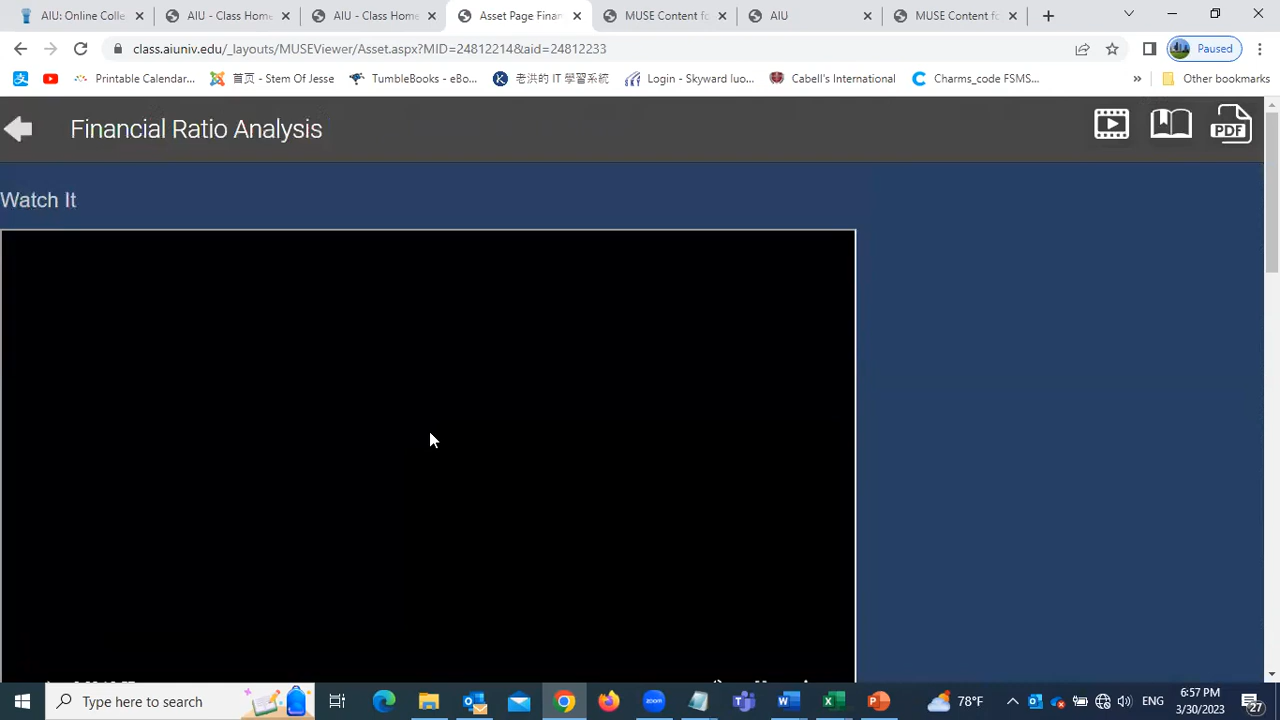 AIU: Online Colle
AIU - Class Home
AIU - Class Home
Asset Page Finan
MUSE Content fo
AIU
MUSE Content fo
class.aiuniv.edu/_layouts/MUSEViewer/Asset.aspx?MID=24812214&aid=24812233
Paused
Printable Calendar...
首页 - Stem Of Jesse
TumbleBooks - eBo...
老洪的 IT 學習系統
Login - Skyward luo...
Cabell's International
Charms_code FSMS...
»
Other bookmarks
Financial Ratio Analysis
PDF
Watch It
Type here to search
78°F
ENG
6:57 PM
3/30/2023
27